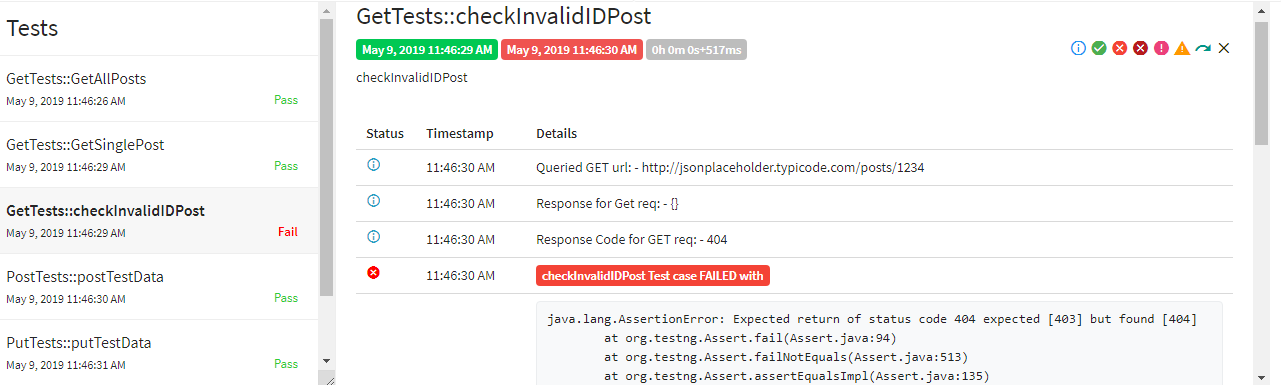 Tests
GetTests::GetAllPosts
May 9, 2019 11:46:26 AM Pass
GetTests::GetSinglePost
May 9, 2019 11:46:29 AM Pass
GetTests::checkInvalidIDPost
May 9, 2019 11:46:29 AM Fail
PostTests::postTestData
May 9, 2019 11:46:30 AM Pass
PutTests::putTestData
May 9, 2019 11:46:31 AM Pass
GetTests::checkInvalidIDPost
May 9, 2019 11:46:29 AM May 9, 2019 11:46:30 AM 0h 0m 0s+517ms
checkInvalidIDPost
Status Timestamp Details
11:46:30 AM Queried GET url: - http://jsonplaceholder.typicode.com/posts/1234
11:46:30 AM Response for Get req: - {}
11:46:30 AM Response Code for GET req: - 404
11:46:30 AM checkInvalidIDPost Test case FAILED with
java.lang.AssertionError: Expected return of status code 404 expected [403] but found [404]
at org.testng.Assert.fail(Assert.java:94)
at org.testng.Assert.failNotEquals(Assert.java:513)
at org.testng.Assert.assertEqualsImpl(Assert.java:135)